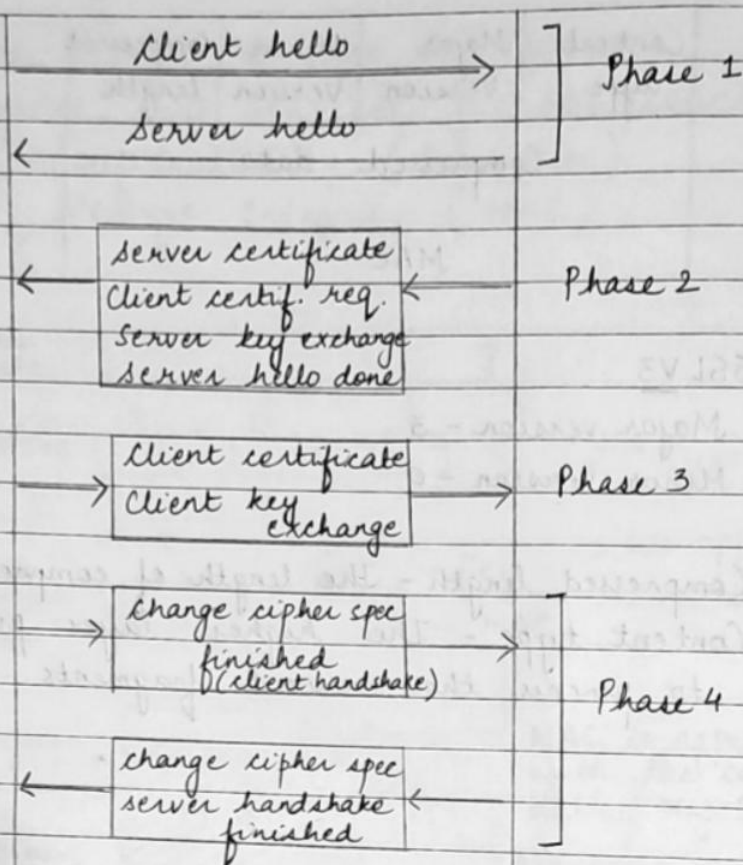 Client hello
Phase 1
Server hello
Server certificate
Client certif. req.
Server key exchange
Server hello done
Phase 2
Client certificate
Client key
exchange
Phase 3
Change cipher spec
finished
(client handshake)
Phase 4
Change cipher spec
server handshake
finished